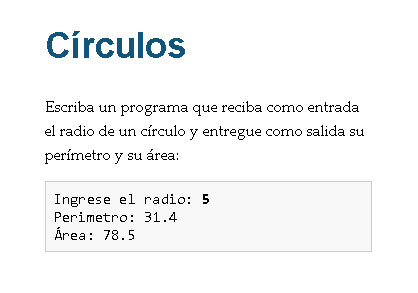 Círculos
Escriba un programa que reciba como entrada
el radio de un círculo y entregue como salida su
perímetro y su área:
Ingrese el radio: 5
Perimetro: 31.4
Área: 78.5